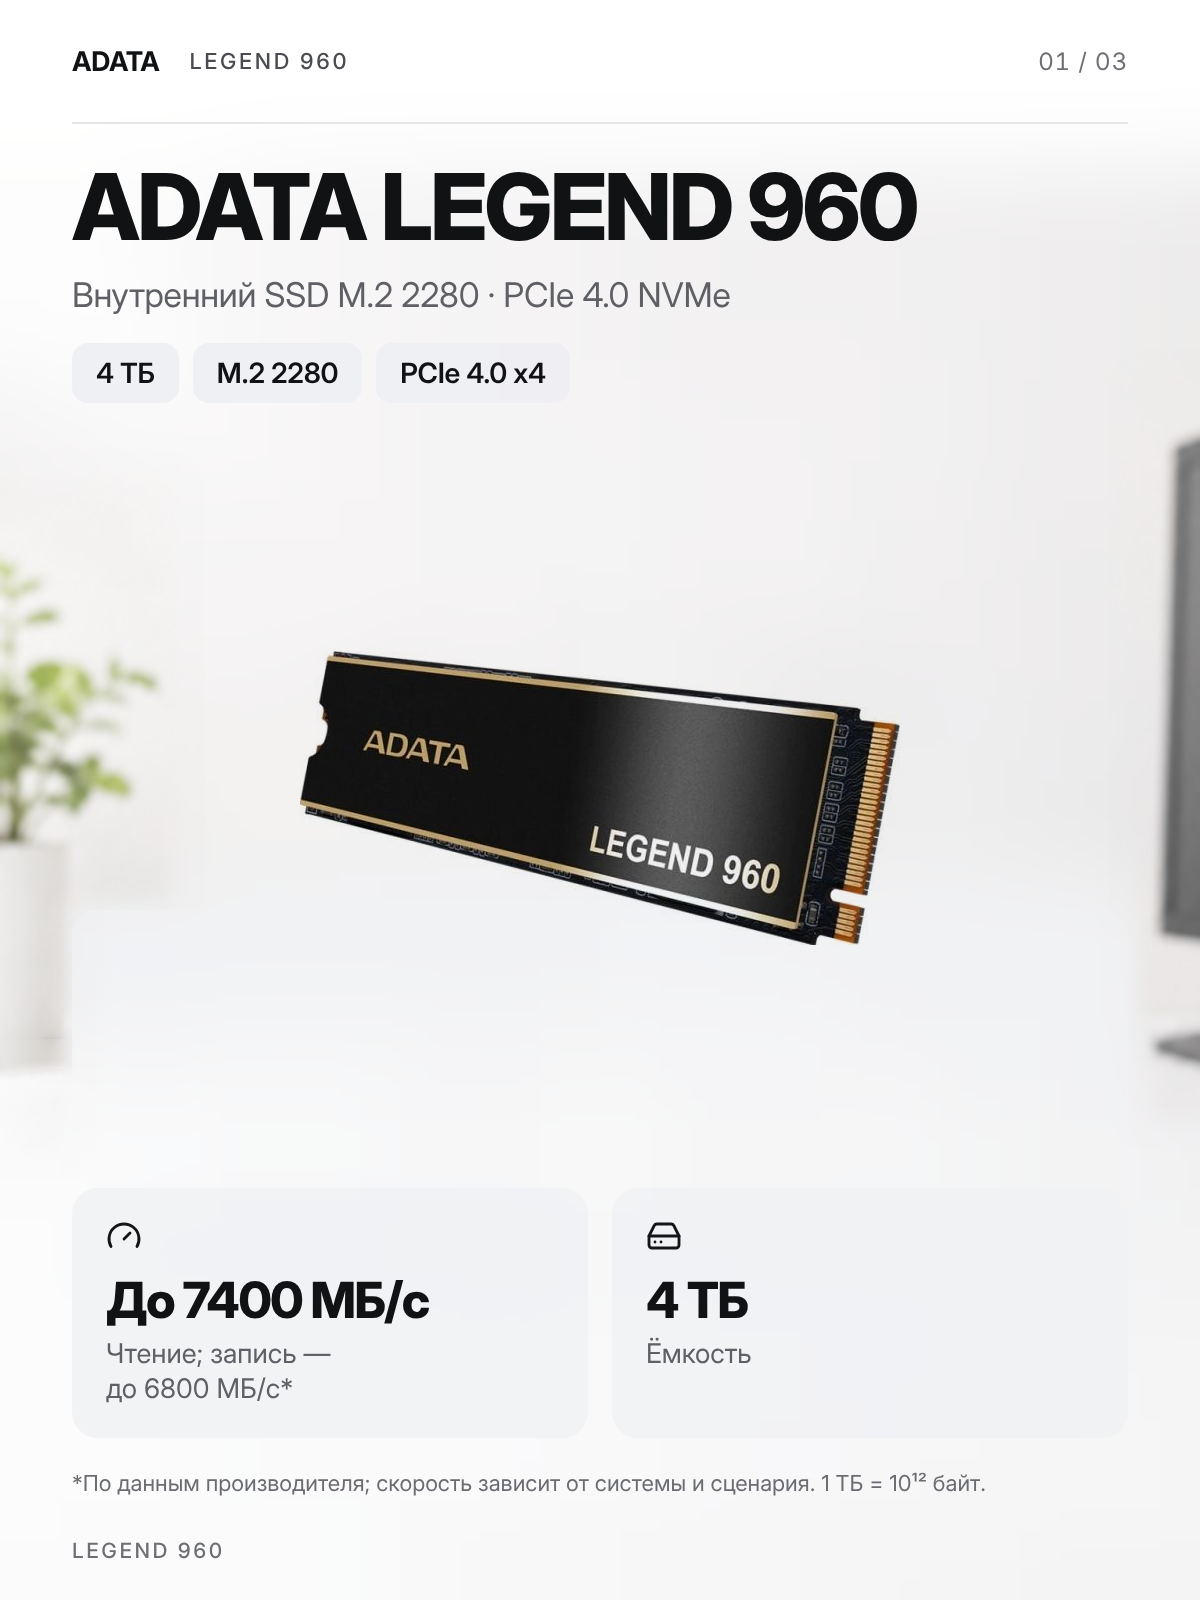 ADATA LEGEND 960
01 / 03
ADATA LEGEND 960
Внутренний SSD M.2 2280 · PCIe 4.0 NVMe
4 ТБ
M.2 2280
PCIe 4.0 x4
ADATA
LEGEND 960
До 7400 МБ/с
Чтение; запись —
до 6800 МБ/с*
4 ТБ
Ёмкость
*По данным производителя; скорость зависит от системы и сценария. 1 ТБ = 10¹² байт.
LEGEND 960